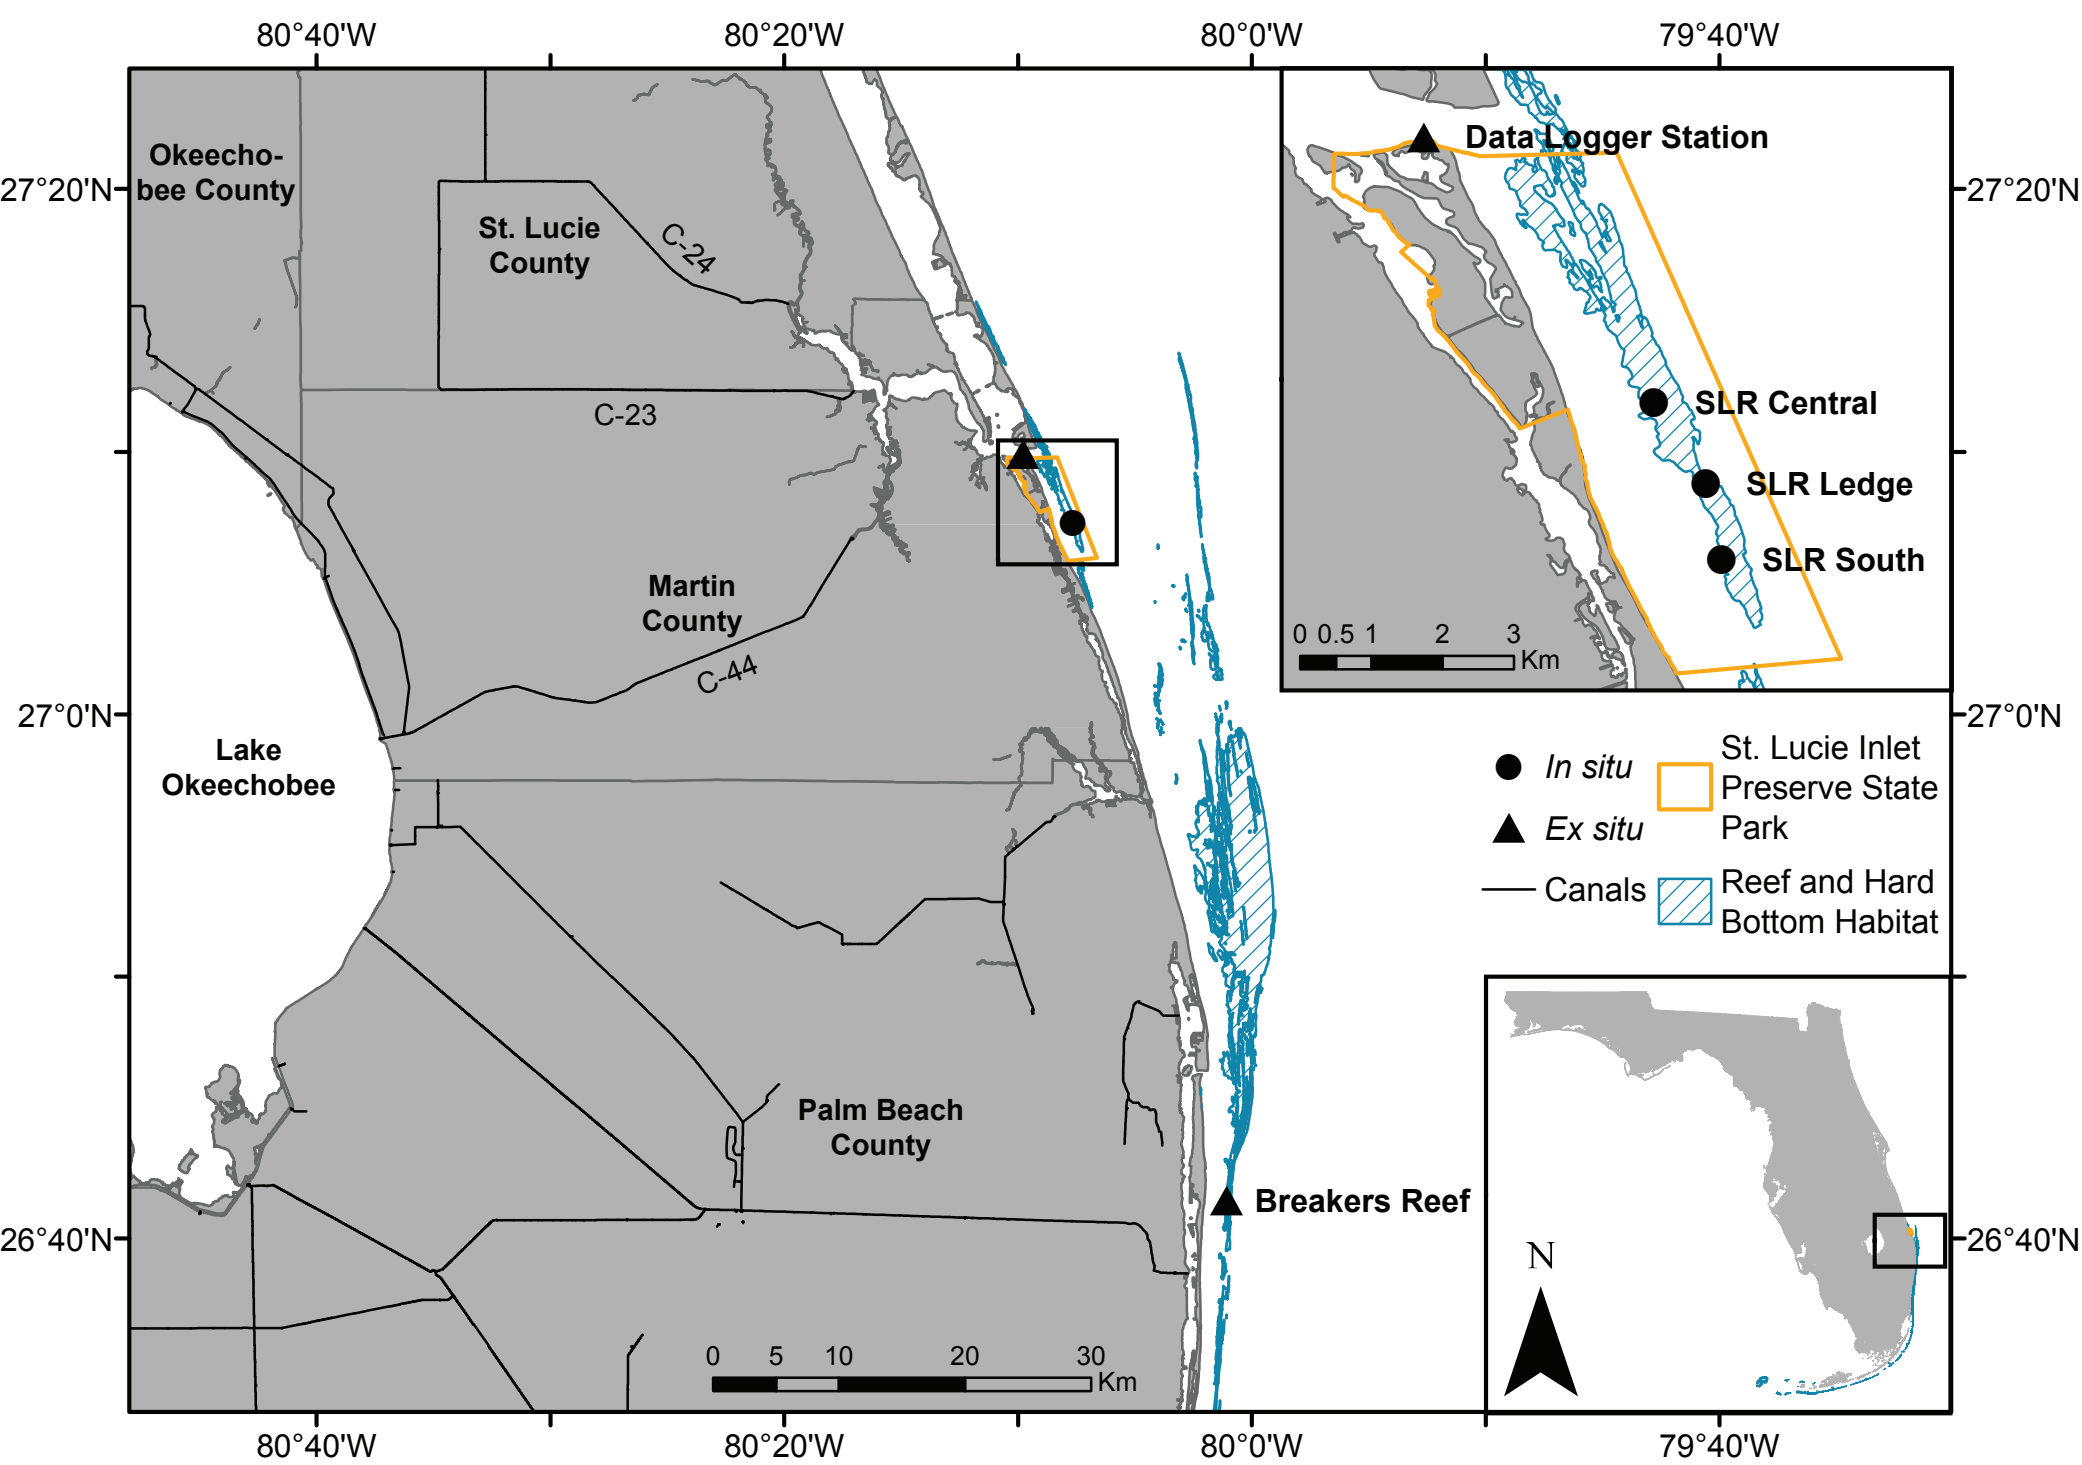 80°40'W
80°20'W
80°0'W
79°40'W
27°20'N
27°0'N
26°40'N
Okeecho-
bee County
St. Lucie
County
C-24
C-23
Martin
County
C-44
Lake
Okeechobee
Palm Beach
County
Breakers Reef
0 5 10 20 30
Km
Data Logger Station
SLR Central
SLR Ledge
SLR South
0 0.5 1 2 3
Km
27°20'N
27°0'N
26°40'N
In situ
Ex situ
Canals
St. Lucie Inlet
Preserve State
Park
Reef and Hard
Bottom Habitat
N
80°40'W
80°20'W
80°0'W
79°40'W